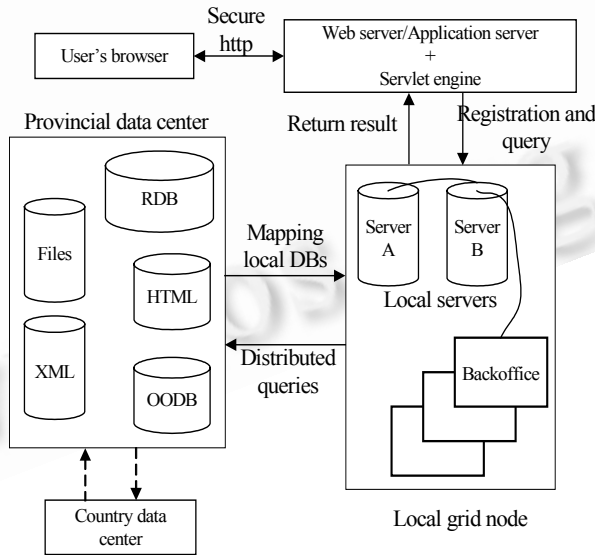 User's browser
Secure
http
Web server/Application server
+
Servlet engine
Provincial data center
Return result
Registration and
query
RDB
Files
HTML
XML
OODB
Mapping
local DBs
Distributed
queries
Server
A
Server
B
Local servers
Backoffice
Country data
center
Local grid node